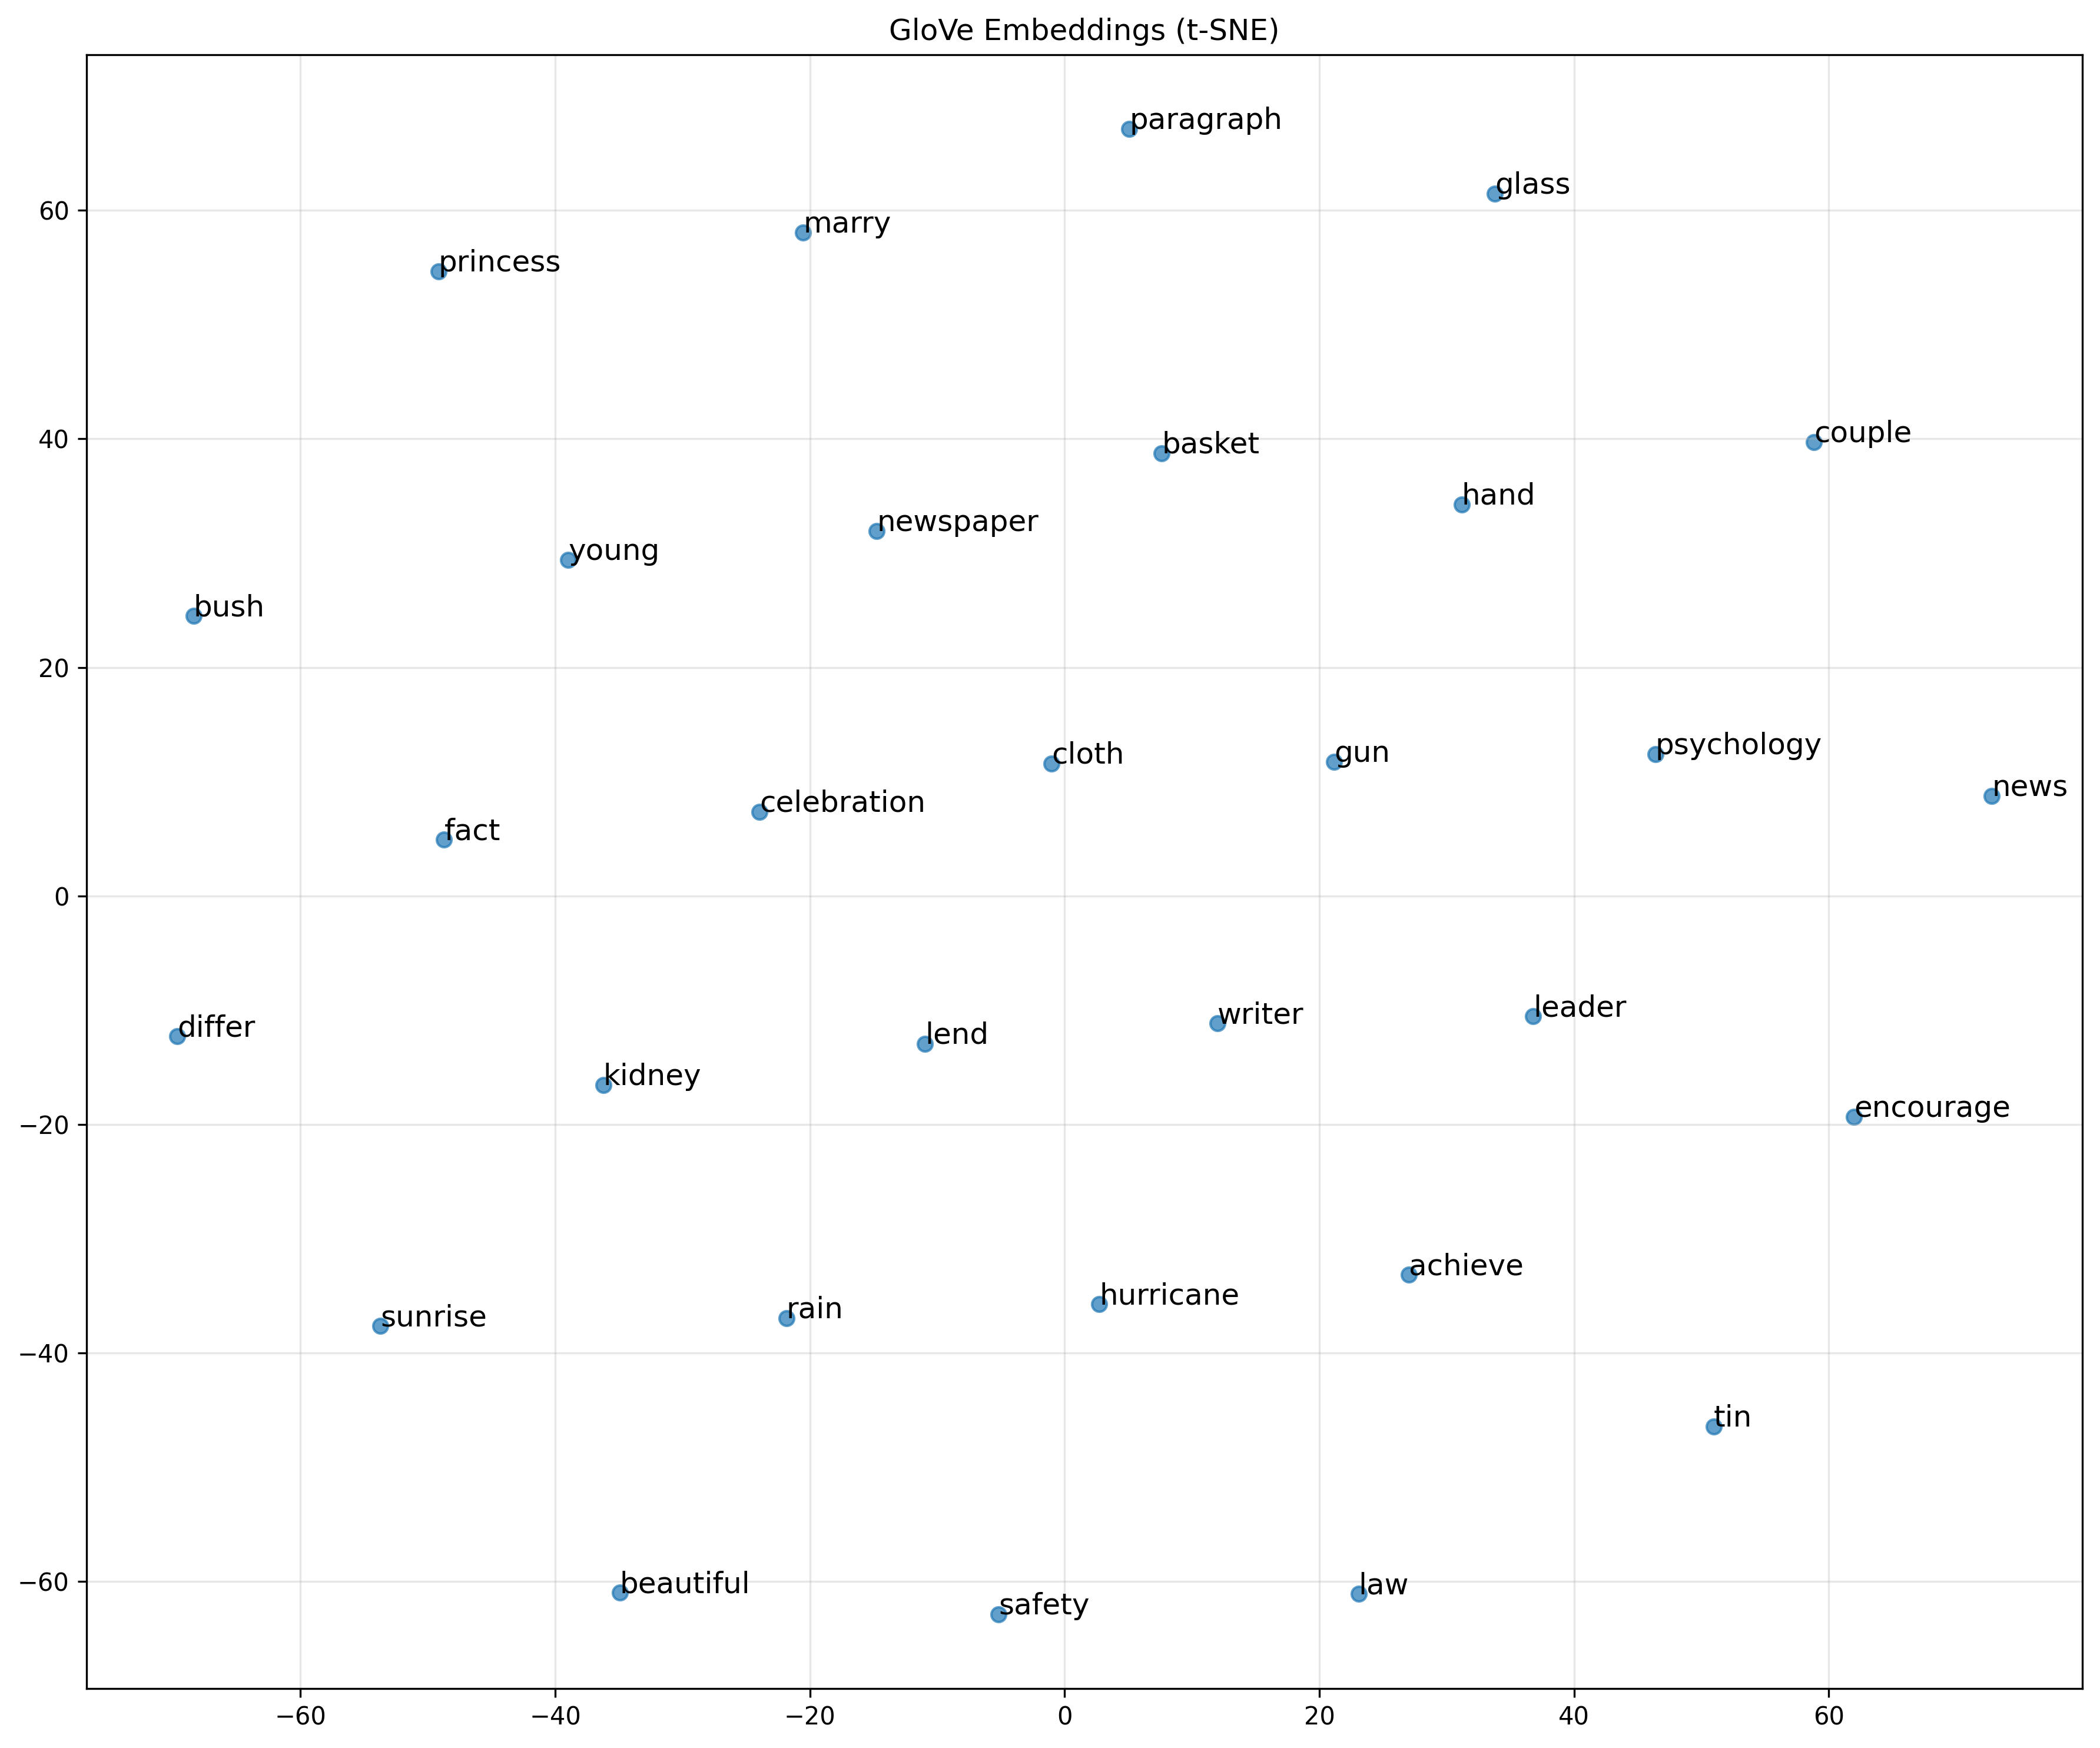 GloVe Embeddings (t-SNE)
paragraph
glass
marry
princess
couple
basket
hand
newspaper
young
bush
psychology
gun
cloth
news
celebration
fact
leader
writer
differ
lend
kidney
encourage
achieve
hurricane
rain
sunrise
tin
beautiful
law
safety
60
40
20
0
−20
−40
−60
−60
−40
−20
0
20
40
60